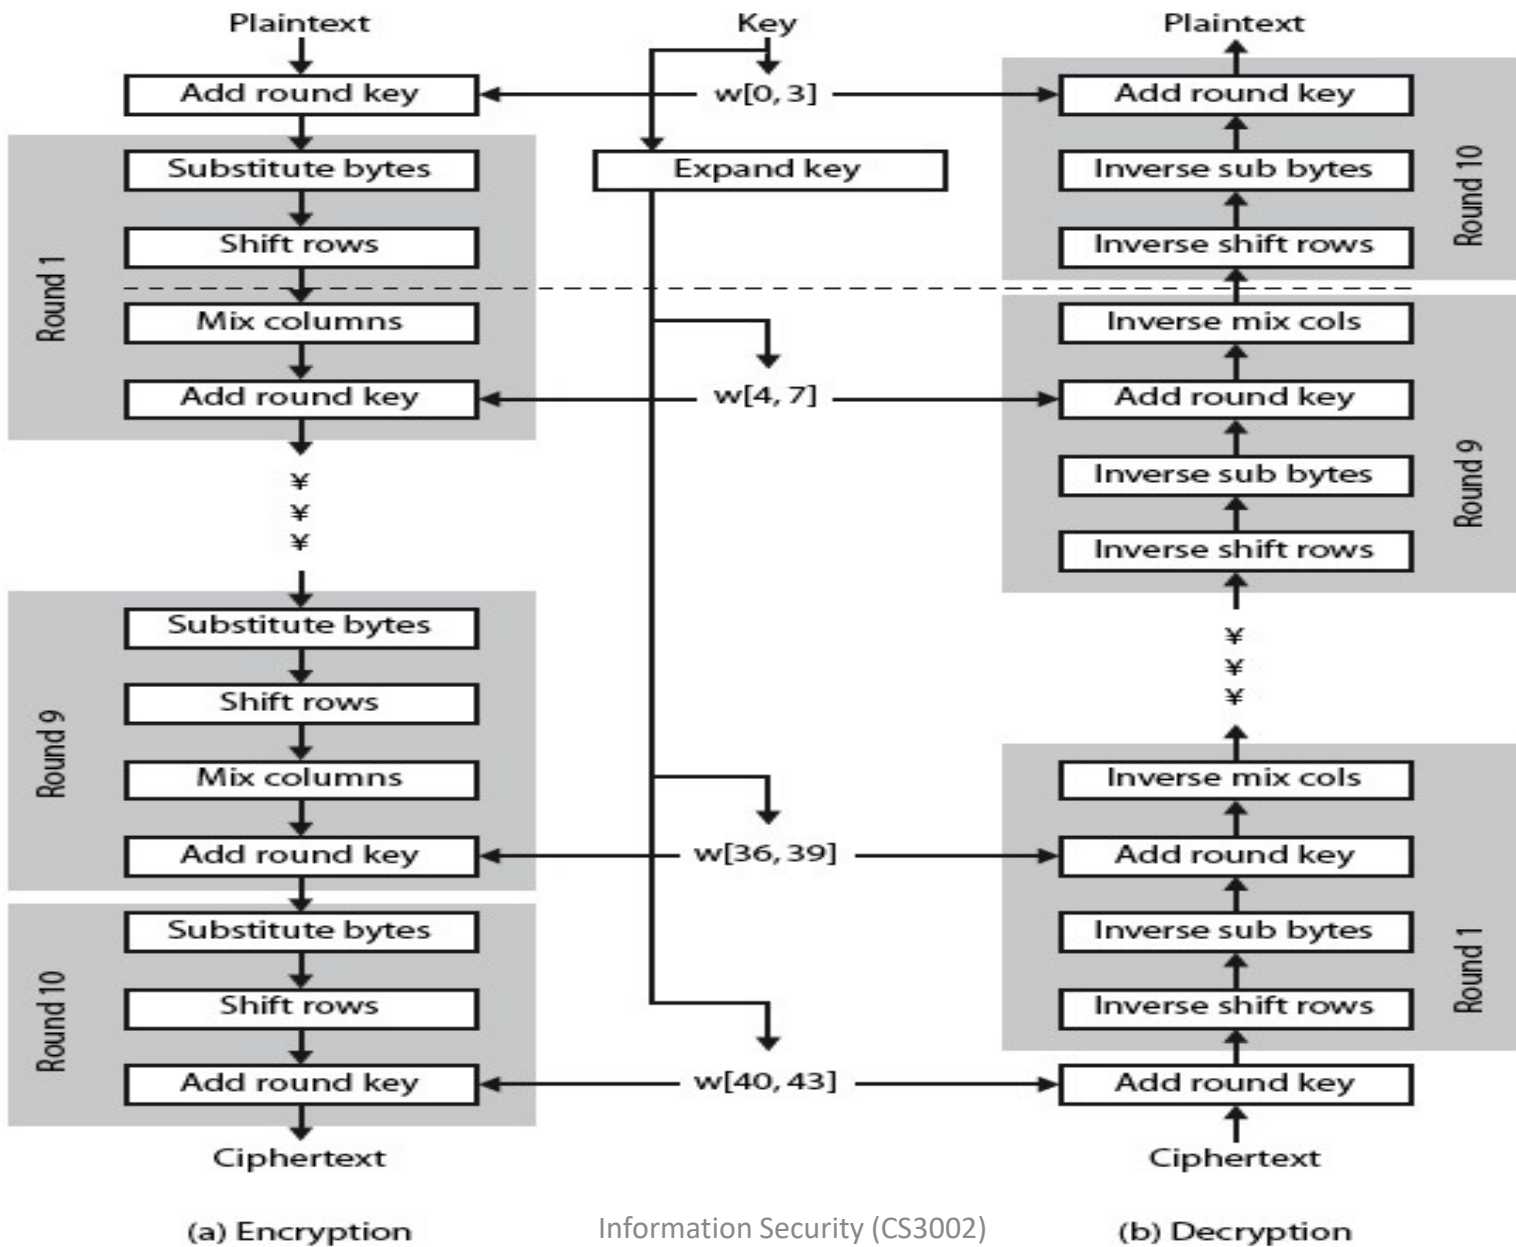 Plaintext
Add round key
Substitute bytes
Shift rows
Mix columns
Add round key
Round 1
¥
¥
¥
Substitute bytes
Shift rows
Mix columns
Add round key
Round 9
Substitute bytes
Shift rows
Add round key
Round 10
Ciphertext
(a) Encryption
Key
w[0, 3]
Expand key
w[4, 7]
w[36, 39]
w[40, 43]
Information Security (CS3002)
Plaintext
Add round key
Inverse sub bytes
Inverse shift rows
Round 10
Inverse mix cols
Add round key
Inverse sub bytes
Inverse shift rows
Round 9
¥
¥
¥
Inverse mix cols
Add round key
Inverse sub bytes
Inverse shift rows
Round 1
Add round key
Ciphertext
(b) Decryption